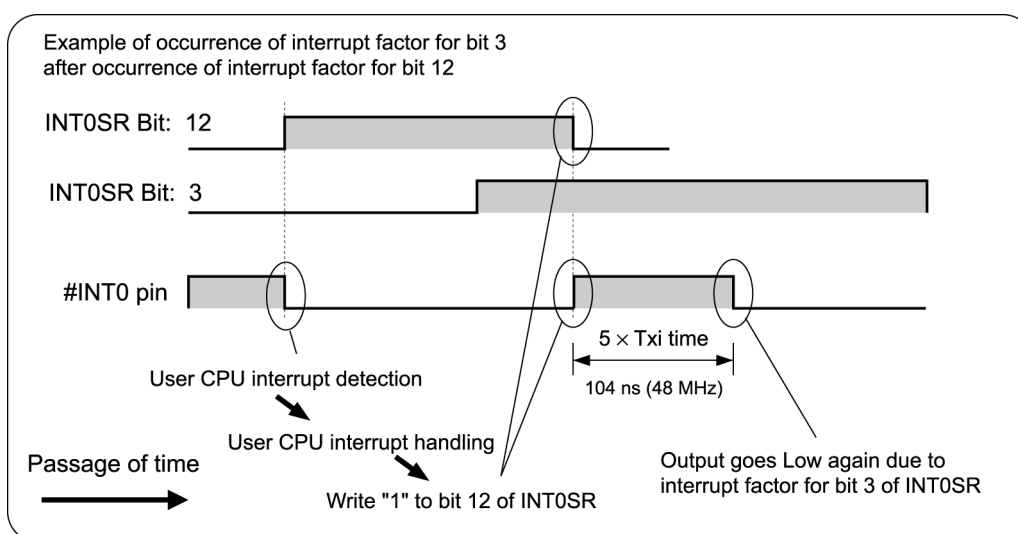 Example of occurrence of interrupt factor for bit 3
after occurrence of interrupt factor for bit 12
INT0SR Bit: 12
INT0SR Bit: 3
#INT0 pin
5 × Txi time
104 ns (48 MHz)
User CPU interrupt detection
User CPU interrupt handling
Write "1" to bit 12 of INT0SR
Passage of time
Output goes Low again due to
interrupt factor for bit 3 of INT0SR